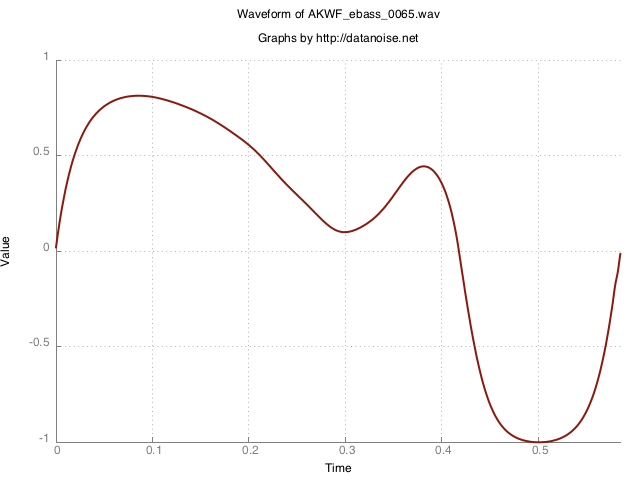 Waveform of AKWF_ebass_0065.wav
Graphs by http://datanoise.net
1
0.5
0
-0.5
-1
Value
0 0.1 0.2 0.3 0.4 0.5
Time